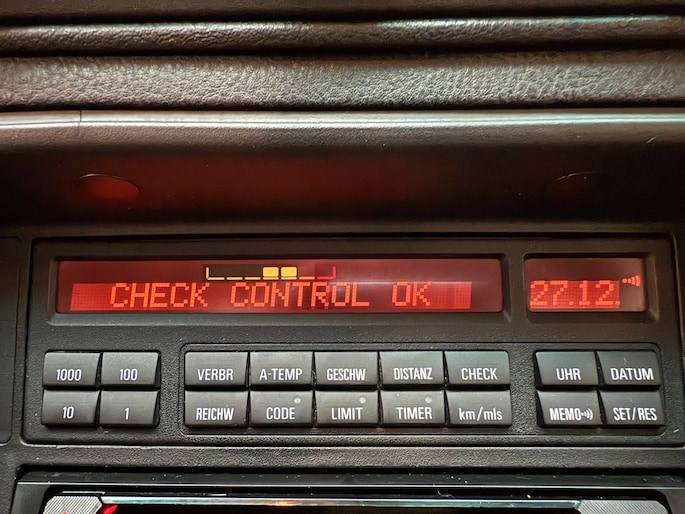 CHECK CONTROL OK
27.12.
1000 100 VERBR A-TEMP GESCHW DISTANZ CHECK UHR DATUM
10 1 REICHW CODE LIMIT TIMER km/mls MEMO SET/RES